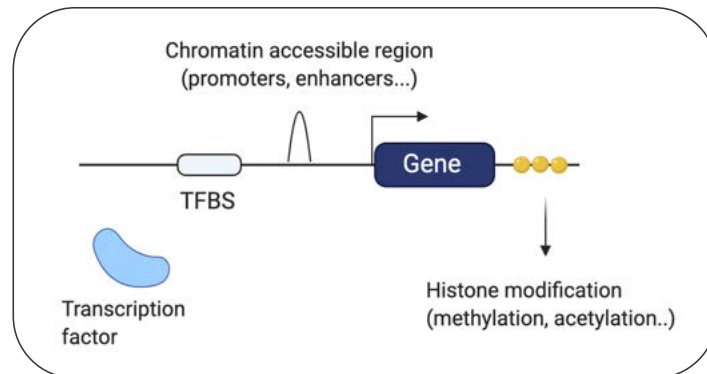 Chromatin accessible region
(promoters, enhancers...)
Gene
TFBS
Transcription
factor
Histone modification
(methylation, acetylation..)